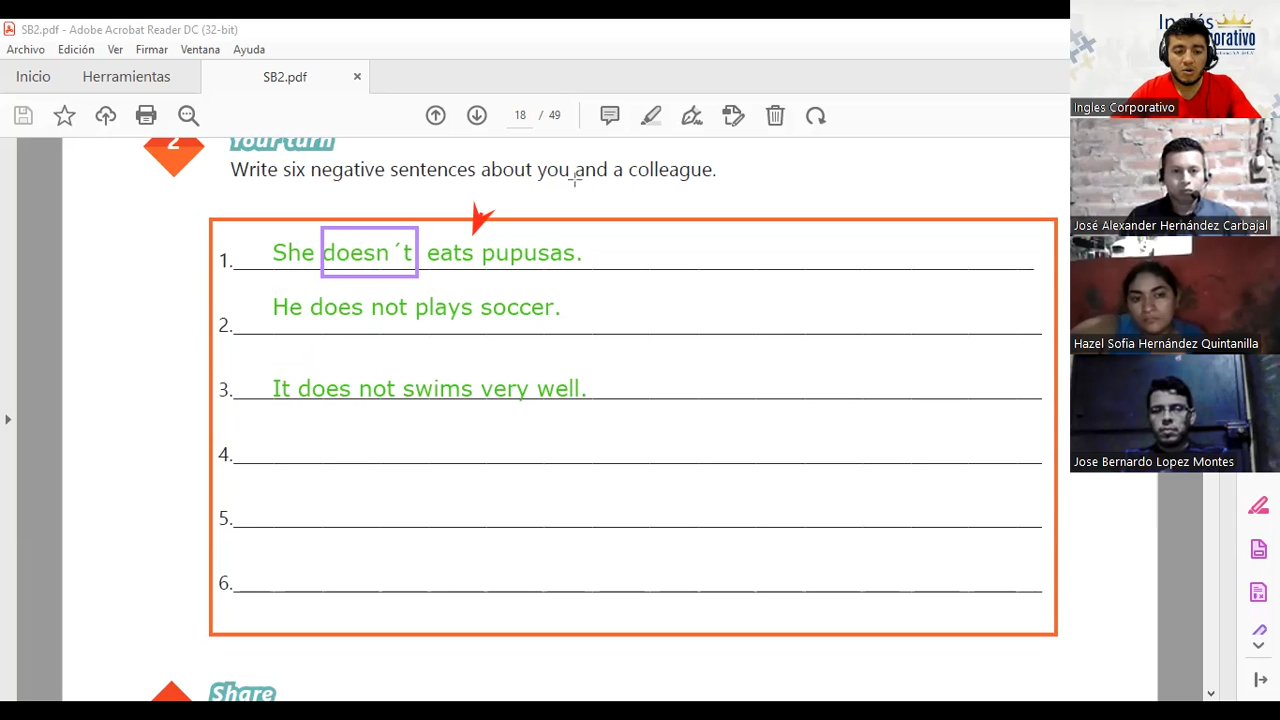 SB2.pdf - Adobe Acrobat Reader DC (32-bit)
Archivo Edición Ver Firmar Ventana Ayuda
Inicio Herramientas SB2.pdf ×
18 / 49
2 Your turn
Write six negative sentences about you and a colleague.
1. She doesn´t eats pupusas.
2. He does not plays soccer.
3. It does not swims very well.
4.
5.
6.
Share
Inglés
Ingles Corporativo
José Alexander Hernández Carbajal
Hazel Sofia Hernández Quintanilla
Jose Bernardo Lopez Montes